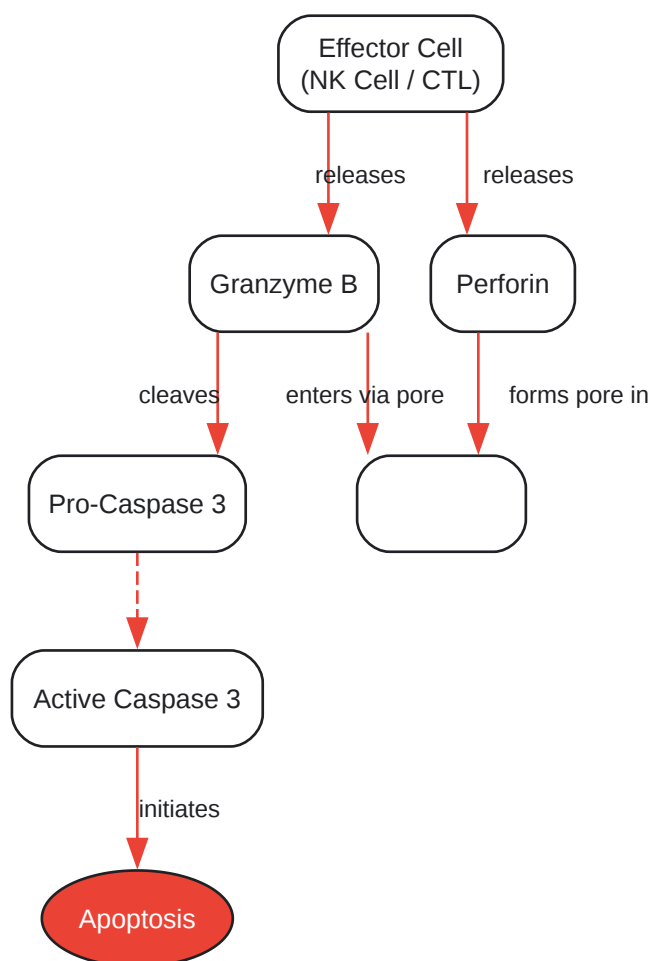 Effector Cell
(NK Cell / CTL)
releases
releases
Granzyme B
Perforin
cleaves
enters via pore
forms pore in
Pro-Caspase 3
Active Caspase 3
initiates
Apoptosis